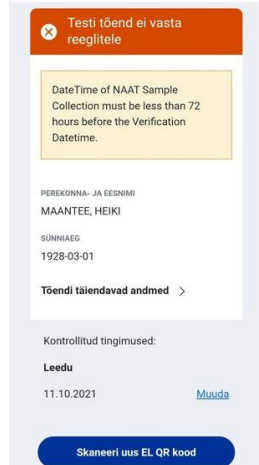 Testi tõend ei vasta
reeglitele
DateTime of NAAT Sample
Collection must be less than 72
hours before the Verification
Datetime.
PEREKONNA- JA EESNIMI
MAANTEE, HEIKI
SÜNNIAEG
1928-03-01
Tõendi täiendavad andmed
Kontrollitud tingimused:
Leedu
11.10.2021 Muuda
Skaneeri uus EL QR kood